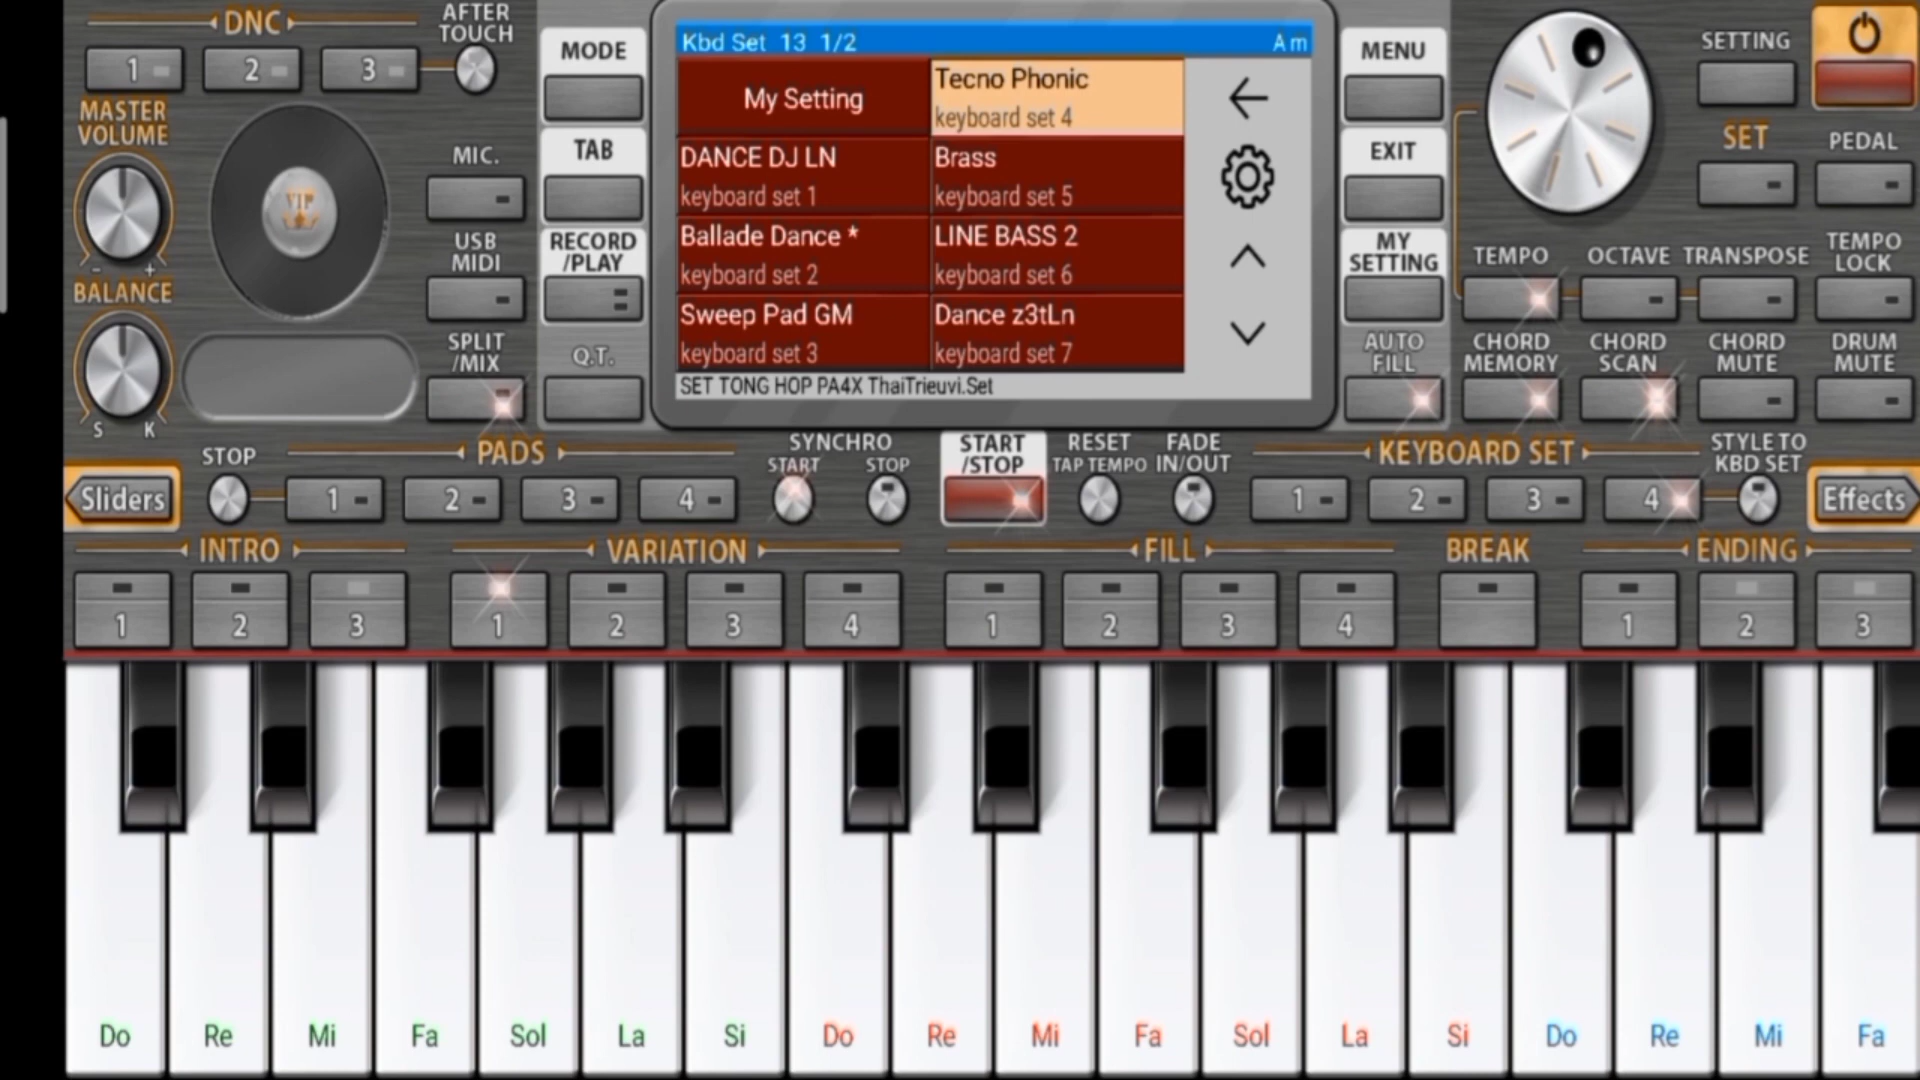 DNC
AFTER
TOUCH
1
2
3
MASTER
VOLUME
- +
BALANCE
S K
VIP
MIC.
USB
MIDI
SPLIT
/MIX
MODE
TAB
RECORD
/PLAY
Q.T.
Kbd Set 13 1/2
Am
My Setting
Tecno Phonic
keyboard set 4
DANCE DJ LN
keyboard set 1
Brass
keyboard set 5
Ballade Dance *
keyboard set 2
LINE BASS 2
keyboard set 6
Sweep Pad GM
keyboard set 3
Dance z3tLn
keyboard set 7
SET TONG HOP PA4X ThaiTrieuvi.Set
MENU
EXIT
MY
SETTING
AUTO
FILL
SETTING
SET
PEDAL
TEMPO
OCTAVE
TRANSPOSE
TEMPO
LOCK
CHORD
MEMORY
CHORD
SCAN
CHORD
MUTE
DRUM
MUTE
Sliders
STOP
PADS
1
2
3
4
SYNCHRO
START
STOP
START
/STOP
RESET
TAP TEMPO
FADE
IN/OUT
KEYBOARD SET
1
2
3
4
STYLE TO
KBD SET
Effects
INTRO
1
2
3
VARIATION
1
2
3
4
FILL
1
2
3
4
BREAK
ENDING
1
2
3
Do Re Mi Fa Sol La Si Do Re Mi Fa Sol La Si Do Re Mi Fa